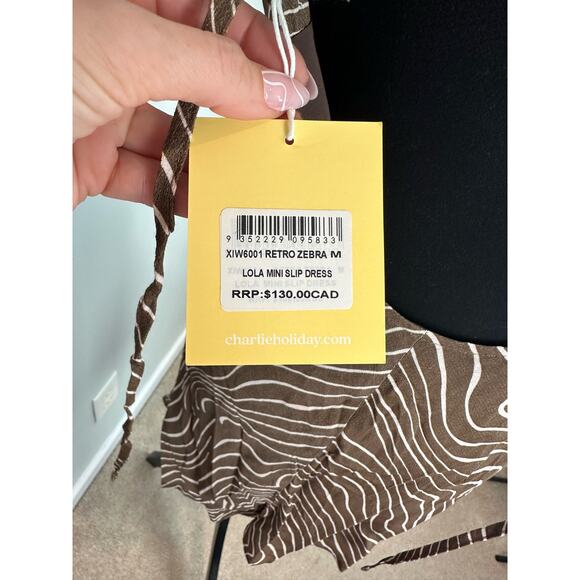 9 352229 095833
XIW6001 RETRO ZEBRA M
LOLA MINI SLIP DRESS
RRP:$130.00CAD
charlieholiday.com